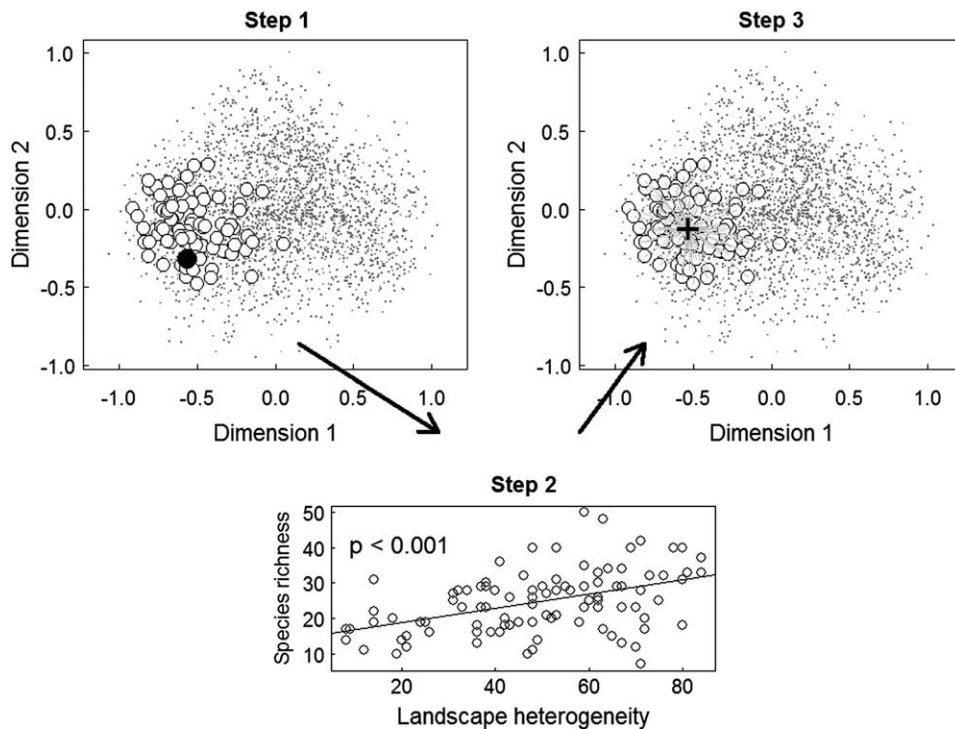 Step 1
1.0
0.5
0.0
-0.5
-1.0
Dimension 2
-1.0 -0.5 0.0 0.5 1.0
Dimension 1
Step 3
1.0
0.5
0.0
-0.5
-1.0
Dimension 2
-1.0 -0.5 0.0 0.5 1.0
Dimension 1
Step 2
p < 0.001
50
40
30
20
10
Species richness
20 40 60 80
Landscape heterogeneity